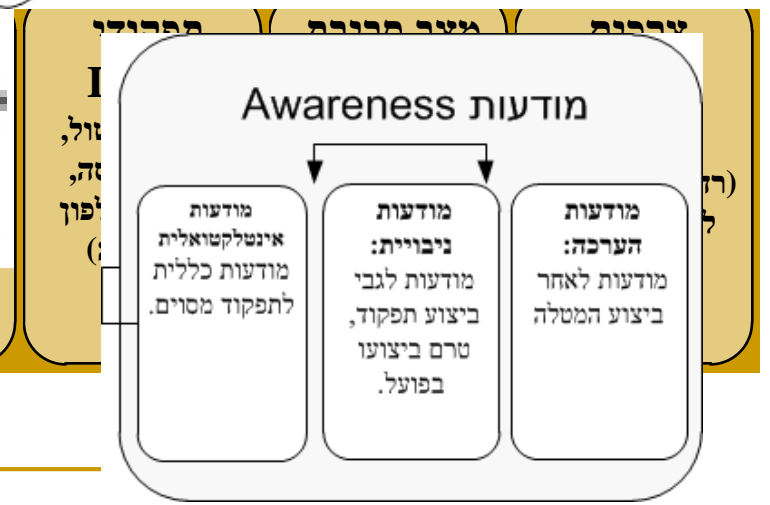 מודעות Awareness
מודעות
הערכה:
מודעות לאחר
ביצוע המטלה
מודעות
ניבויית:
מודעות לגבי
ביצוע תפקוד,
טרם ביצועו
בפועל.
מודעות
אינטלקטואלית
מודעות כללית
לתפקוד מסוים.